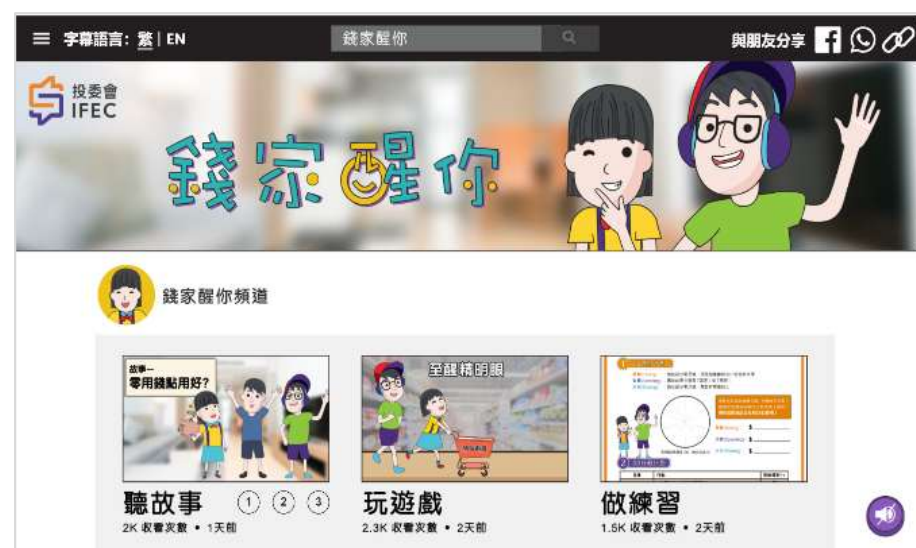 字幕語言：繁 | EN
錢家醒你
與朋友分享
投委會
IFEC
錢家醒你
錢家醒你頻道
故事一
零用錢點用好？
至醒精明眼
聽故事 1 2 3
2K 收看次數 • 1天前
玩遊戲
2.3K 收看次數 • 2天前
做練習
1.5K 收看次數 • 2天前